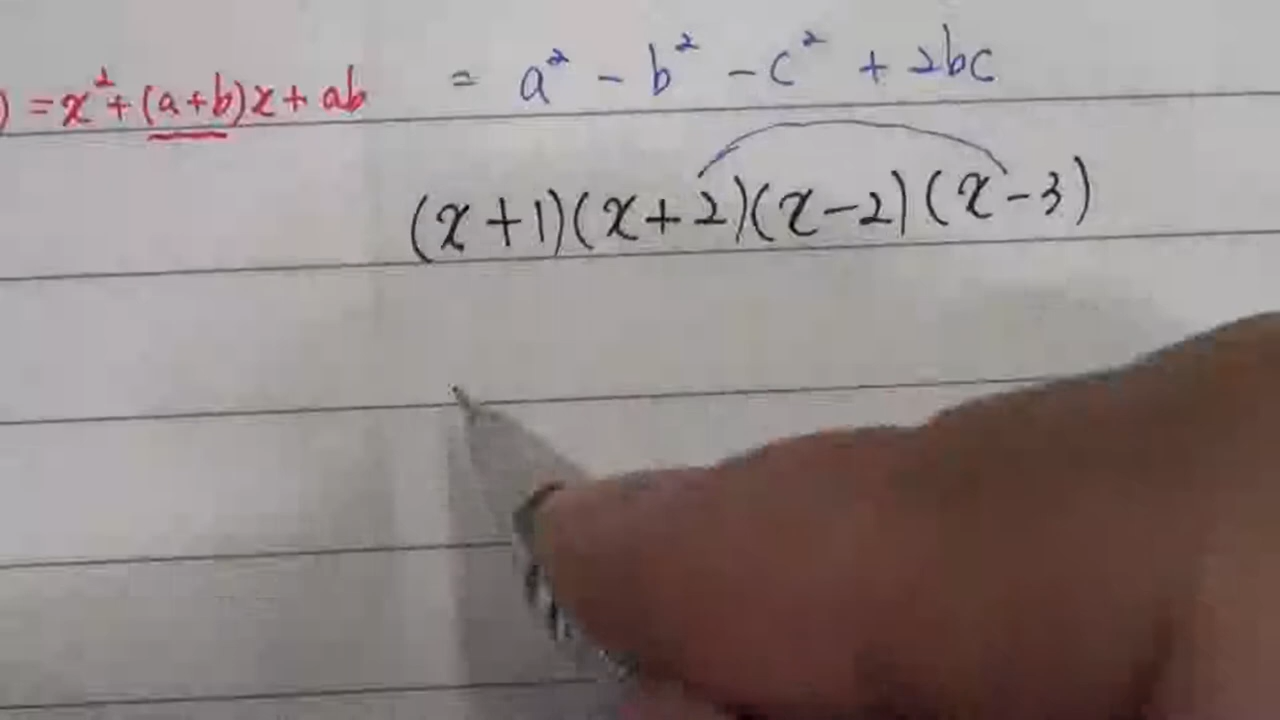 ) = x² + (a+b)x + ab
= a² - b² - c² + 2bc
(x+1)(x+2)(x-2)(x-3)